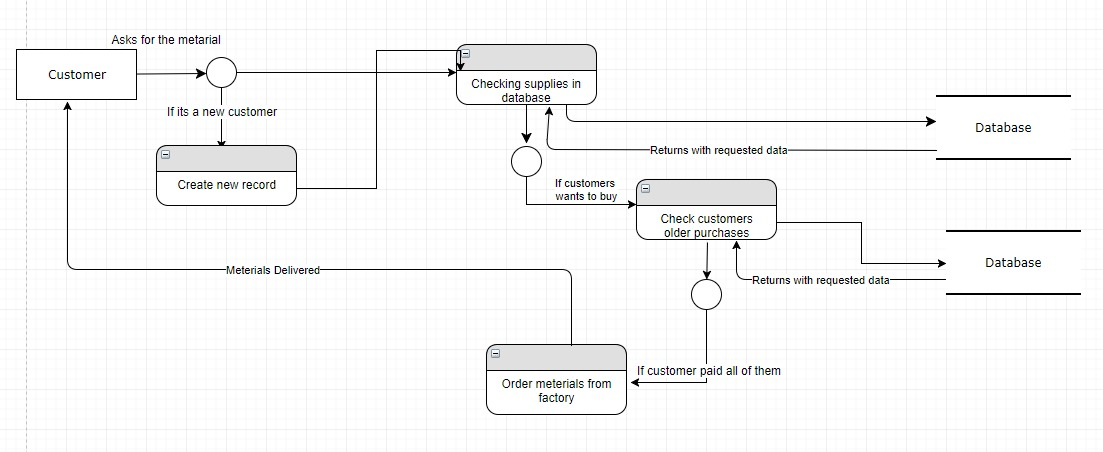 Asks for the metarial
Customer
If its a new customer
Create new record
Checking supplies in
database
Database
Returns with requested data
If customers
wants to buy
Check customers
older purchases
Database
Returns with requested data
Meterials Delivered
If customer paid all of them
Order meterials from
factory